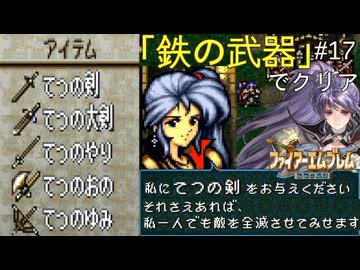 アイテム
てつの剣
てつの大剣
てつのやり
てつのおの
てつのゆみ
「鉄の武器」#17
でクリア
ファイアーエムブレム
私にてつの剣をお与えください
それさえあれば、
私一人でも敵を全滅させてみせます